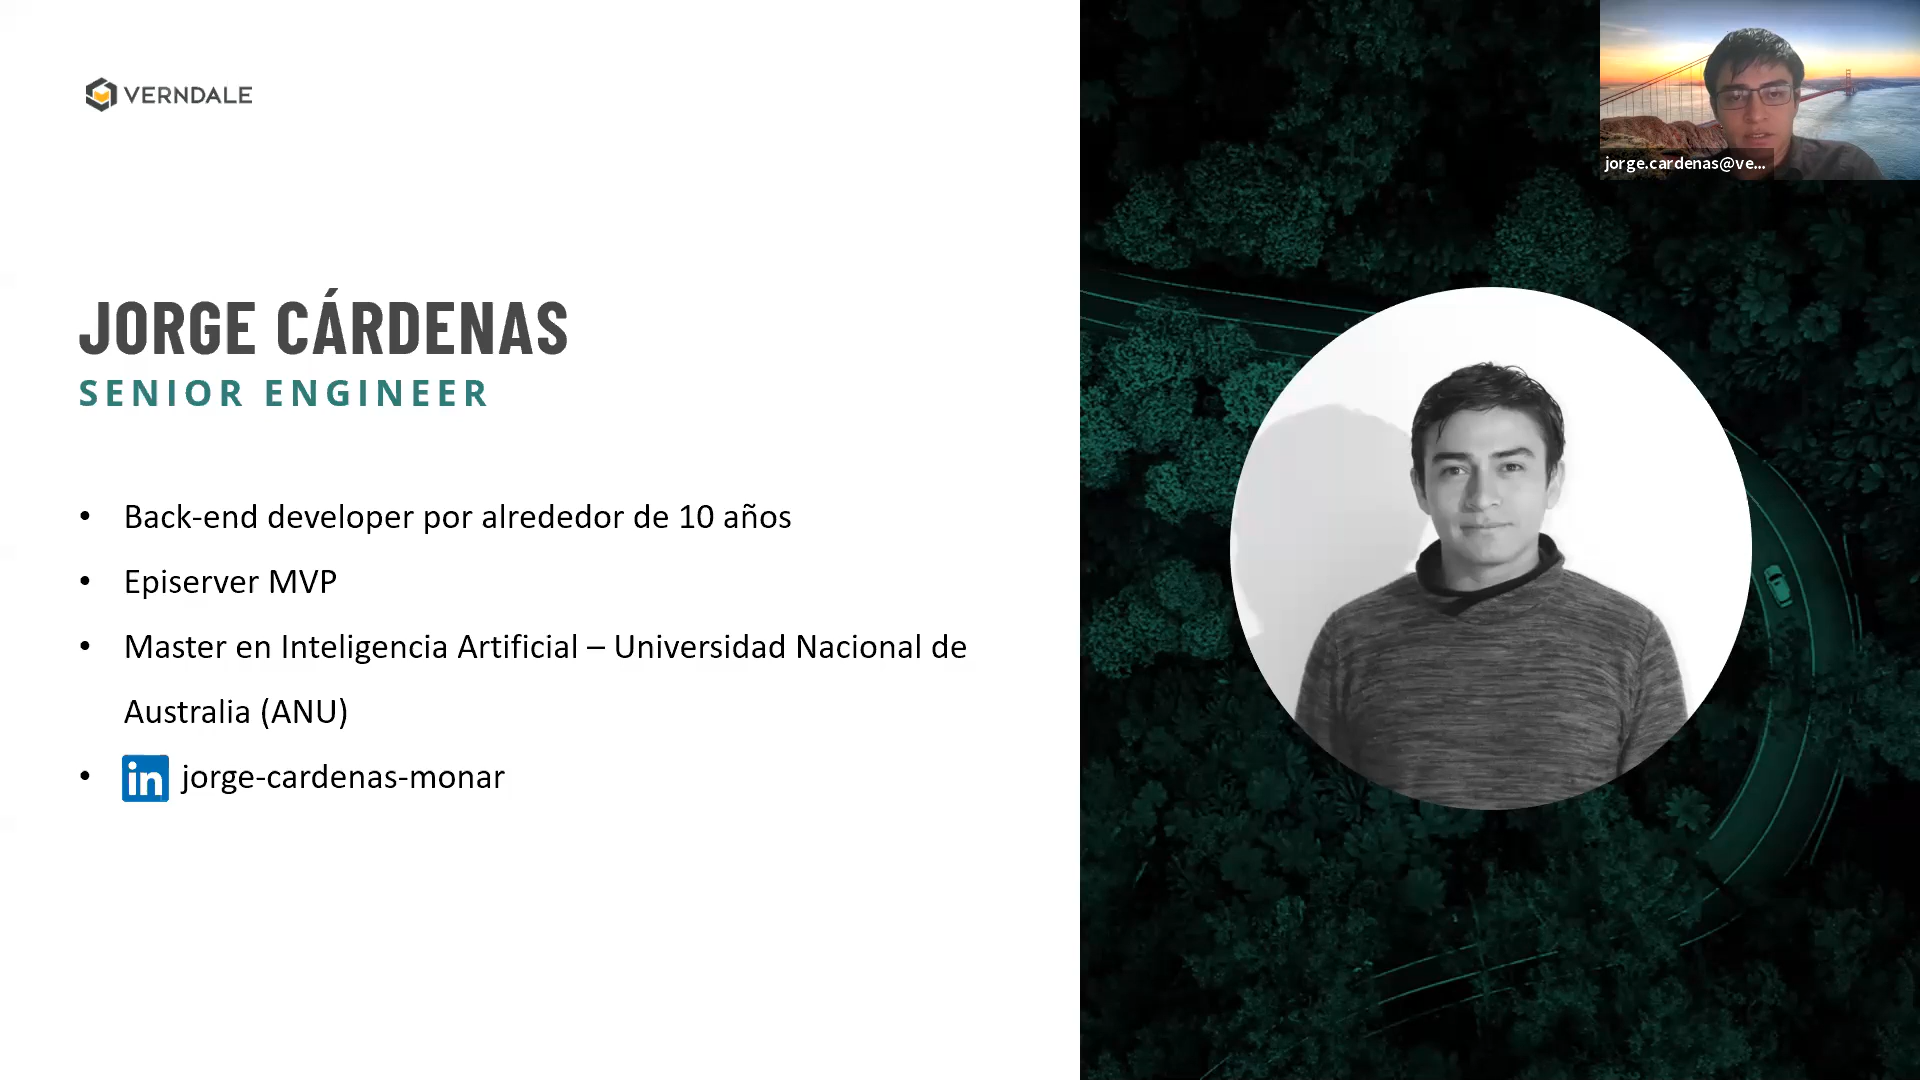 VERNDALE
jorge.cardenas@ve...
JORGE CÁRDENAS
SENIOR ENGINEER
• Back-end developer por alrededor de 10 años
• Episerver MVP
• Master en Inteligencia Artificial – Universidad Nacional de
Australia (ANU)
• in jorge-cardenas-monar